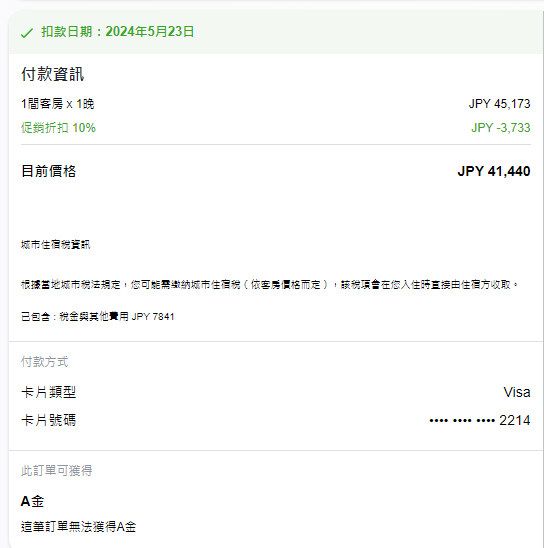 扣款日期：2024年5月23日
付款資訊
1間客房 x 1晚 JPY 45,173
促銷折扣 10% JPY -3,733
目前價格 JPY 41,440
城市住宿稅資訊
根據當地城市稅法規定，您可能需繳納城市住宿稅（依客房價格而定），該稅項會在您入住時直接由住宿方收取。
已包含 : 稅金與其他費用 JPY 7841
付款方式
卡片類型 Visa
卡片號碼 •••• •••• •••• 2214
此訂單可獲得
A金
這筆訂單無法獲得A金